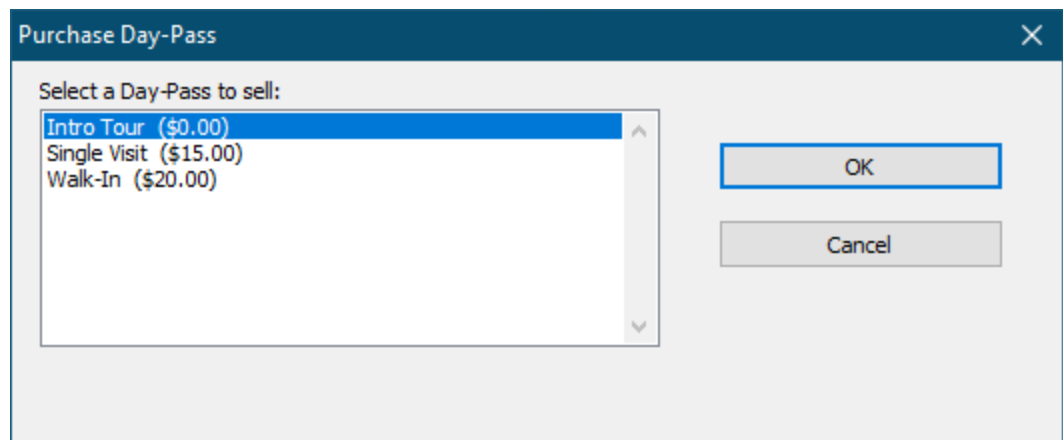 Purchase Day-Pass
Select a Day-Pass to sell:
Intro Tour  ($0.00)
Single Visit  ($15.00)
Walk-In  ($20.00)
OK
Cancel